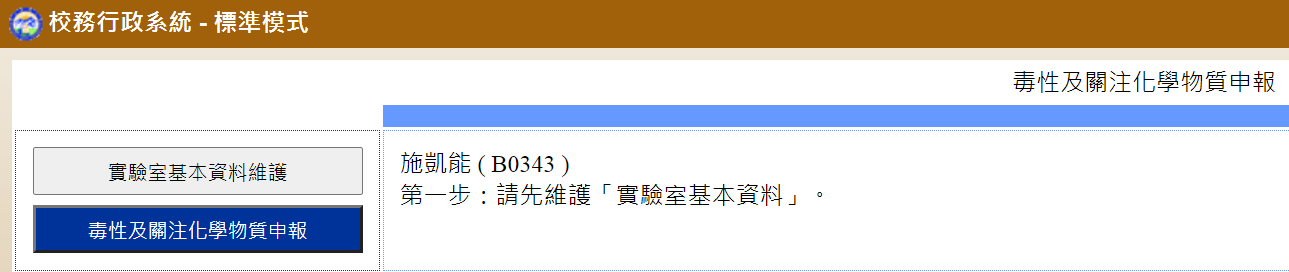 校務行政系統 - 標準模式
毒性及關注化學物質申報
實驗室基本資料維護
毒性及關注化學物質申報
施凱能 ( B0343 )
第一步：請先維護「實驗室基本資料」。